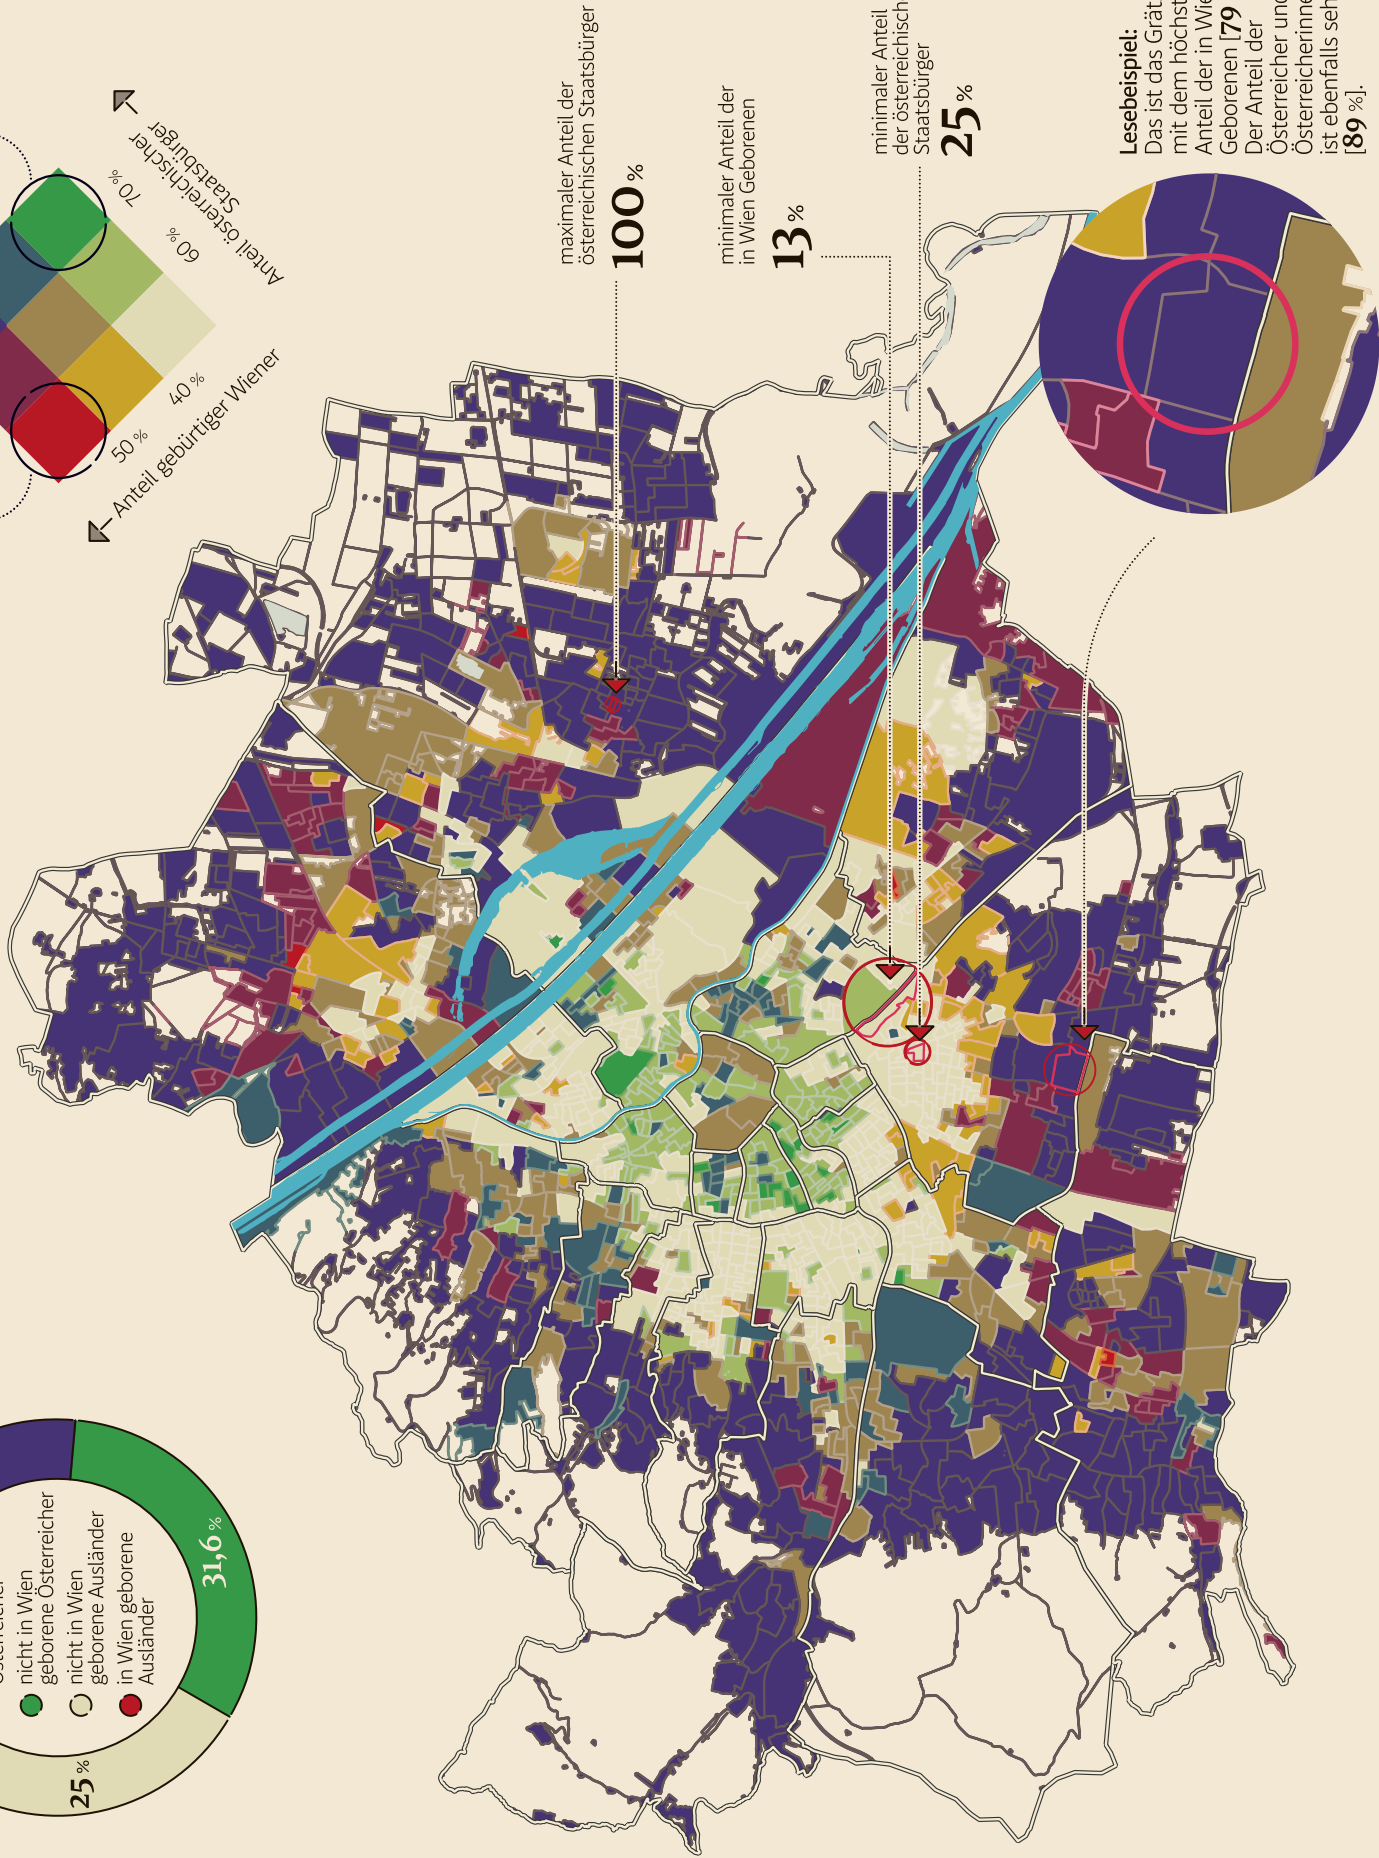 Anteil österreichischer
Staatsbürger
70 %
60 %
Anteil gebürtiger Wiener
50 %
40 %
maximaler Anteil der
österreichischen Staatsbürger
100 %
minimaler Anteil der
in Wien Geborenen
13 %
minimaler Anteil
der österreichisch
Staatsbürger
25 %
Lesebeispiel:
Das ist das Grät
mit dem höchst
Anteil der in Wie
Geborenen [79
Der Anteil der
Österreicher und
Österreicherinne
ist ebenfalls seh
[89 %].
nicht in Wien
geborene Österreicher
nicht in Wien
geborene Ausländer
in Wien geborene
Ausländer
31,6 %
25 %